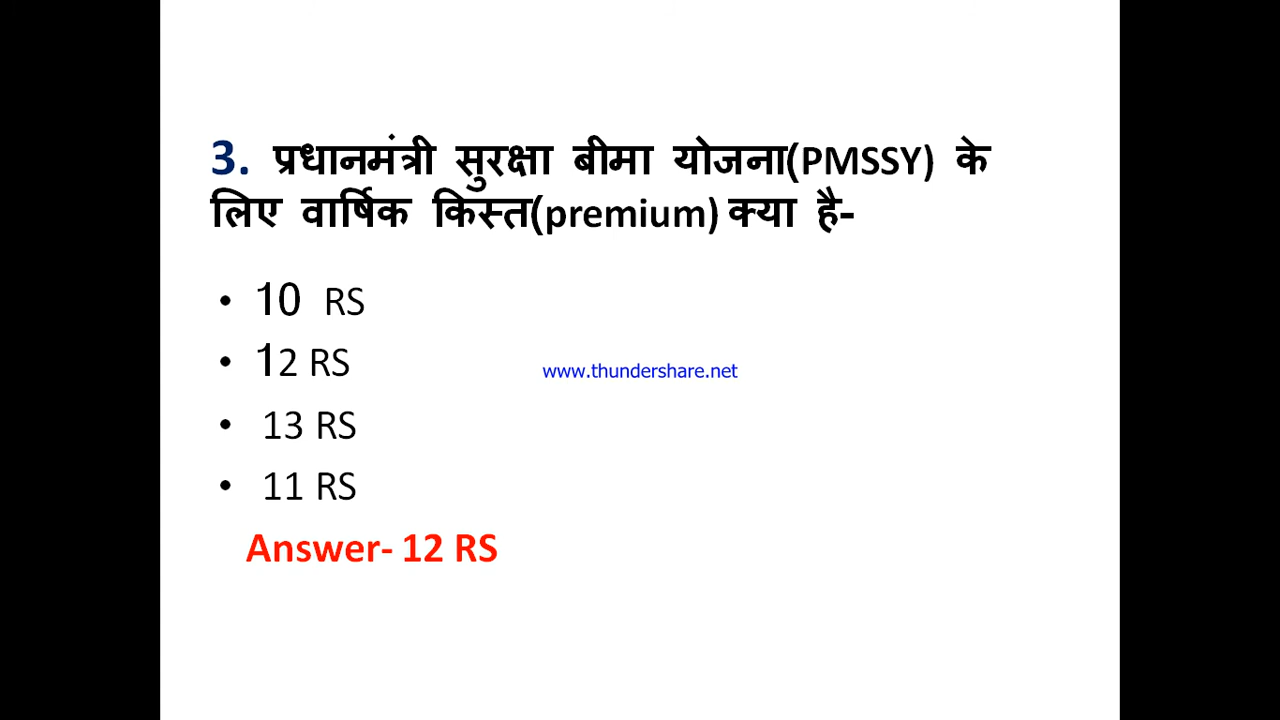 3. प्रधानमंत्री सुरक्षा बीमा योजना(PMSSY) के
लिए वार्षिक किस्त(premium) क्या है-
• 10 RS
• 12 RS
www.thundershare.net
• 13 RS
• 11 RS
Answer- 12 RS